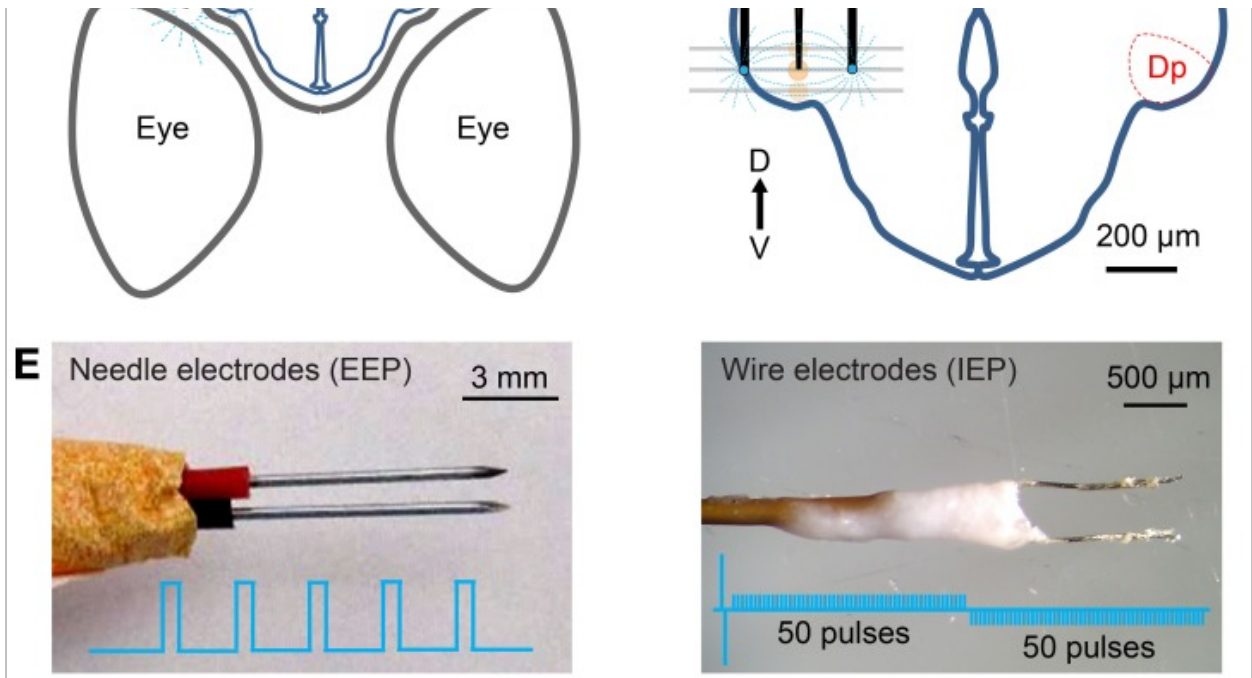 Eye
Eye
Dp
D
V
200 µm
E
Needle electrodes (EEP)
3 mm
Wire electrodes (IEP)
500 µm
50 pulses
50 pulses